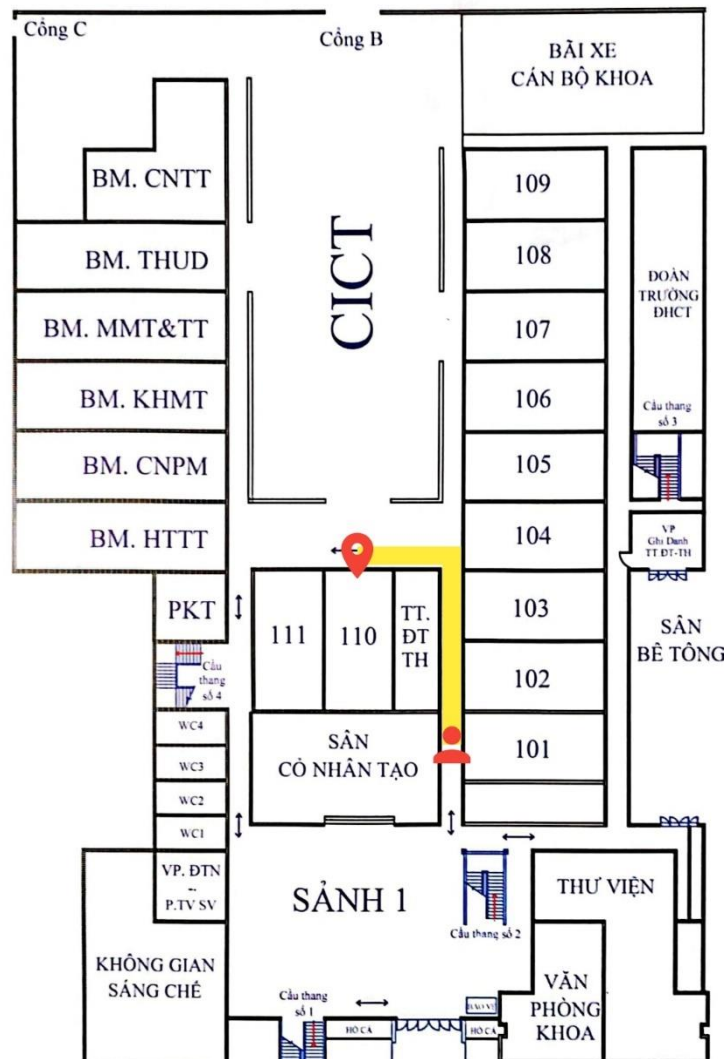 Cổng C
Cổng B
BÃI XE
CÁN BỘ KHOA
BM. CNTT
109
BM. THUD
108
CICT
ĐOÀN
TRƯỜNG
ĐHCT
BM. MMT&TT
107
BM. KHMT
106
Cầu thang
số 3
BM. CNPM
105
BM. HTTT
104
VP
Ghi Danh
TT ĐT-TH
PKT
111
110
TT.
ĐT
TH
103
SÂN
BÊ TÔNG
Cầu
thang
số 4
102
WC4
SÂN
CỎ NHÂN TẠO
101
WC3
WC2
WC1
VP. ĐTN
~
P.TV SV
SẢNH 1
THƯ VIỆN
Cầu thang số 2
KHÔNG GIAN
SÁNG CHẾ
VĂN
PHÒNG
KHOA
Cầu thang
số 1
BẢO VỆ
HỒ CÁ
HỒ CÁ